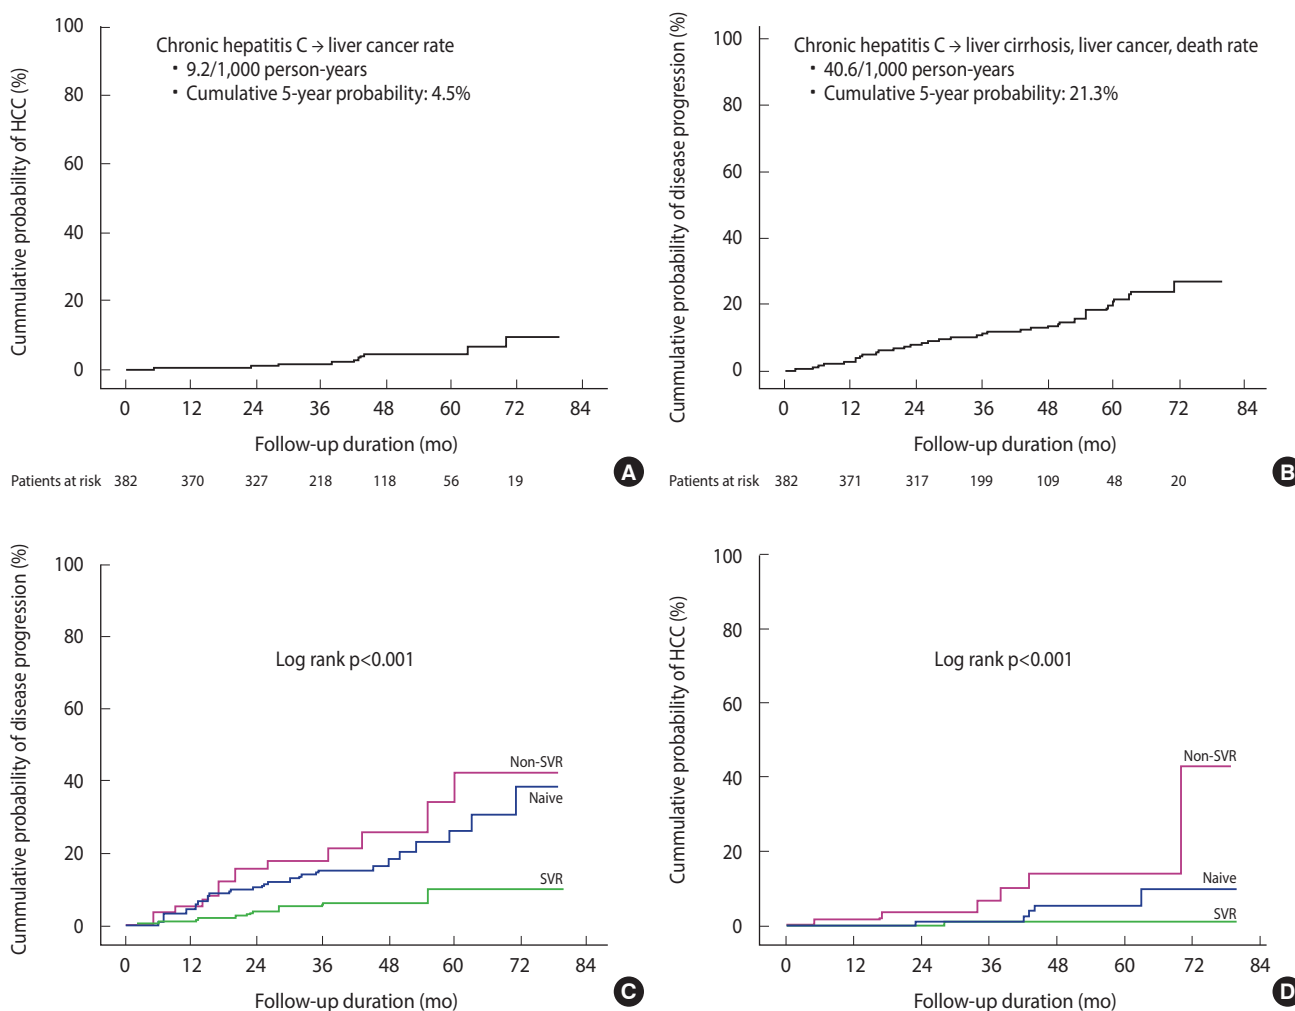 Cummulative probability of HCC (%)
100
80
60
40
20
0
Chronic hepatitis C → liver cancer rate
• 9.2/1,000 person-years
• Cumulative 5-year probability: 4.5%
0 12 24 36 48 60 72 84
Follow-up duration (mo)
Patients at risk 382 370 327 218 118 56 19
A
Cummulative probability of disease progression (%)
100
80
60
40
20
0
Chronic hepatitis C → liver cirrhosis, liver cancer, death rate
• 40.6/1,000 person-years
• Cumulative 5-year probability: 21.3%
0 12 24 36 48 60 72 84
Follow-up duration (mo)
Patients at risk 382 371 317 199 109 48 20
B
Cummulative probability of disease progression (%)
100
80
60
40
20
0
Log rank p<0.001
Non-SVR
Naive
SVR
0 12 24 36 48 60 72 84
Follow-up duration (mo)
C
Cummulative probability of HCC (%)
100
80
60
40
20
0
Log rank p<0.001
Non-SVR
Naive
SVR
0 12 24 36 48 60 72 84
Follow-up duration (mo)
D